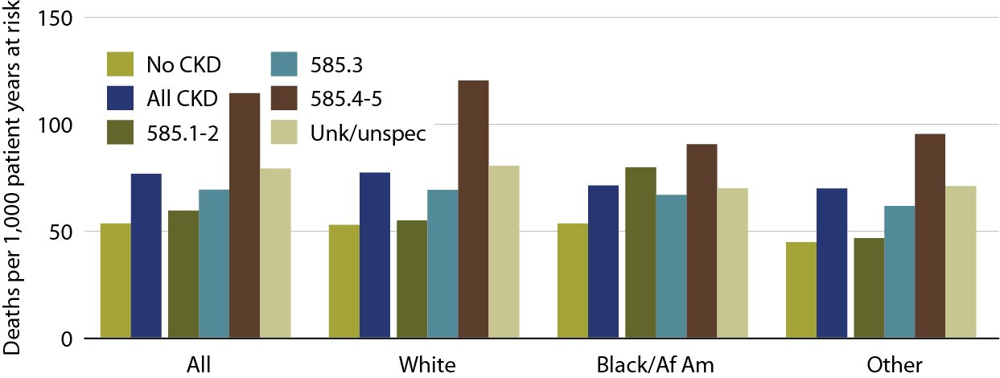 Deaths per 1,000 patient years at risk
150
100
50
0
No CKD
All CKD
585.1-2
585.3
585.4-5
Unk/unspec
All
White
Black/Af Am
Other